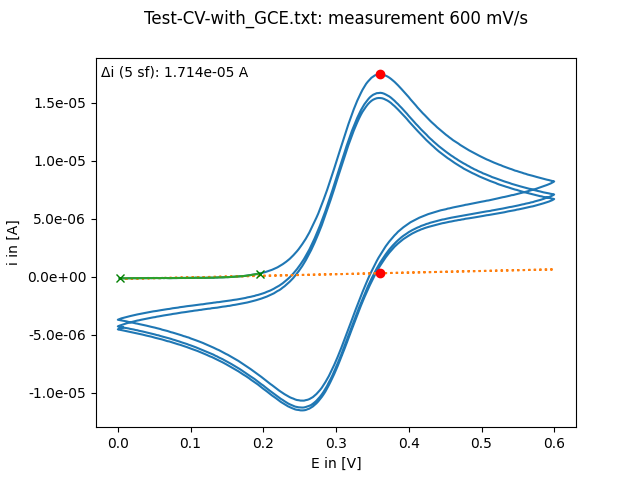 Test-CV-with_GCE.txt: measurement 600 mV/s
Δi (5 sf): 1.714e-05 A
1.5e-05
1.0e-05
5.0e-06
0.0e+00
-5.0e-06
-1.0e-05
i in [A]
0.0 0.1 0.2 0.3 0.4 0.5 0.6
E in [V]